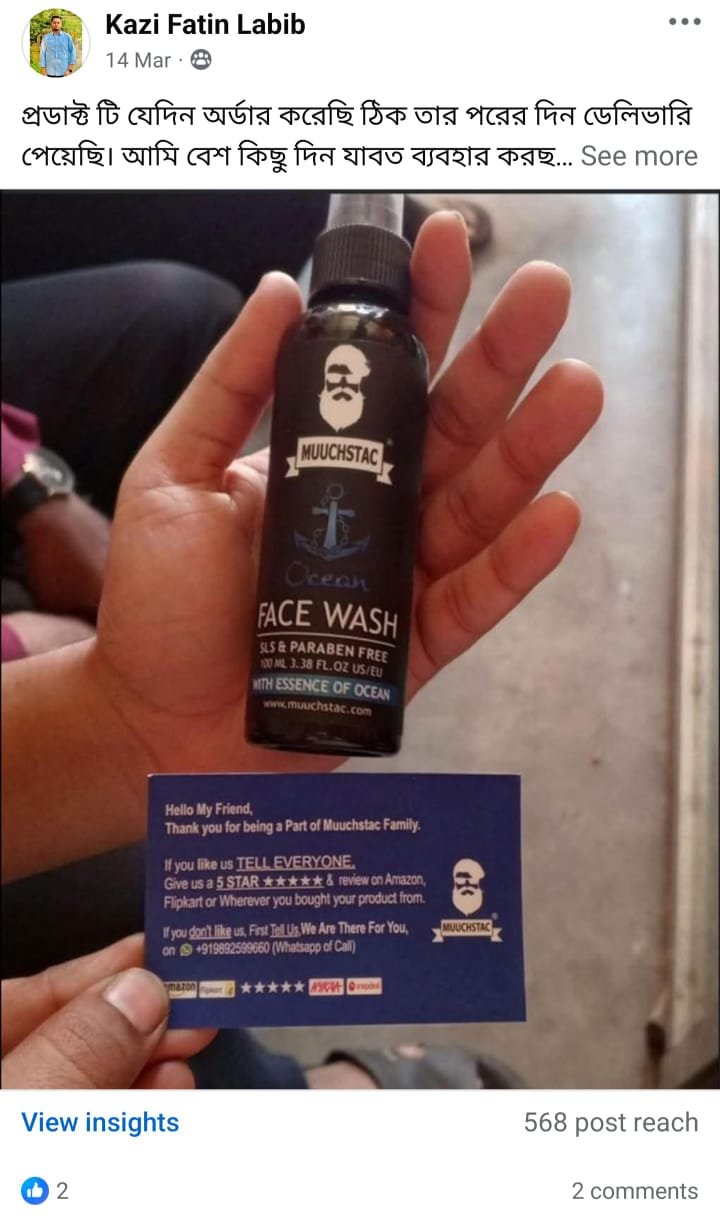 Kazi Fatin Labib
14 Mar
প্রডাক্ট টি যেদিন অর্ডার করেছি ঠিক তার পরের দিন ডেলিভারি
পেয়েছি। আমি বেশ কিছু দিন যাবত ব্যবহার করছ... See more
MUUCHSTAC
Ocean
FACE WASH
SLS & PARABEN FREE
100 ML 3.38 FL.OZ US/EU
WITH ESSENCE OF OCEAN
www.muuchstac.com
Hello My Friend,
Thank you for being a Part of Muuchstac Family.
If you like us TELL EVERYONE.
Give us a 5 STAR ★★★★★ & review on Amazon,
Flipkart or Wherever you bought your product from.
If you don't like us, First Tell Us, We Are There For You,
on +919892599660 (Whatsapp of Call)
MUUCHSTAC
amazon Flipkart ★★★★★ NYKAA snapdeal
View insights
568 post reach
2
2 comments